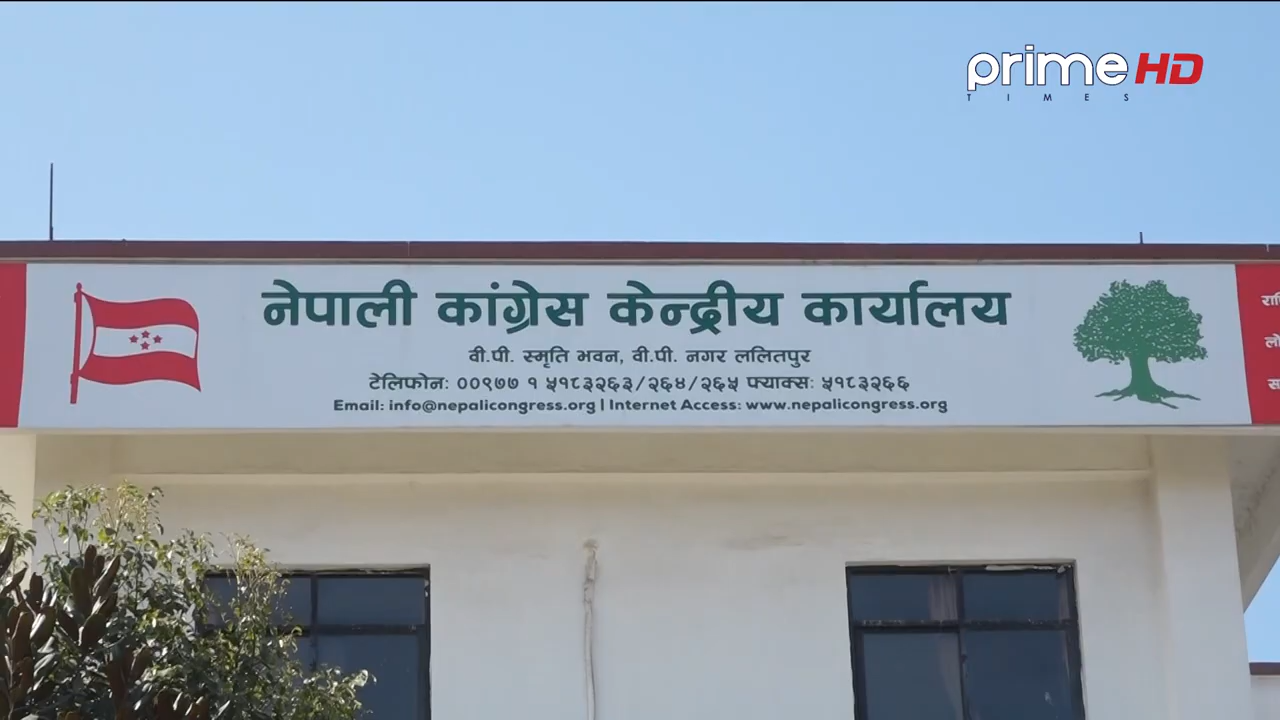 prime HD
TIMES
नेपाली कांग्रेस केन्द्रीय कार्यालय
वी.पी. स्मृति भवन, वी.पी. नगर ललितपुर
टेलिफोन: ००९७७ १ ५१८३२६३/२६४/२६५ फ्याक्स: ५१८३२६६
Email: info@nepalicongress.org | Internet Access: www.nepalicongress.org